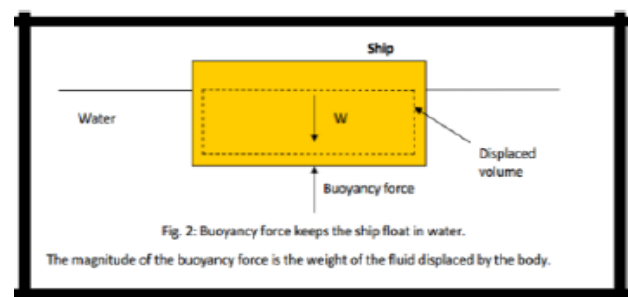 Ship
Water
W
Displaced
volume
Buoyancy force
Fig. 2: Buoyancy force keeps the ship float in water.
The magnitude of the buoyancy force is the weight of the fluid displaced by the body.